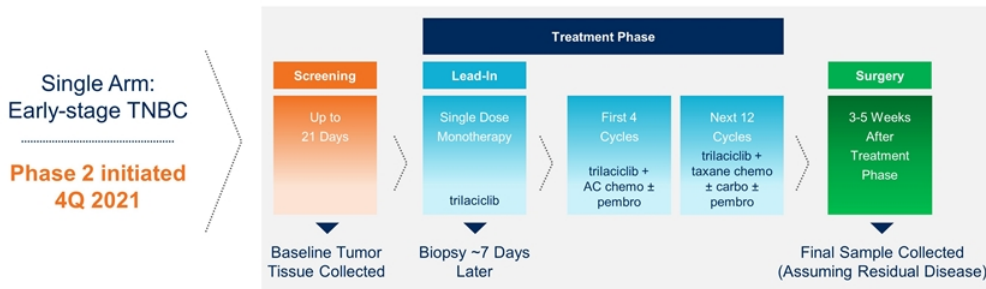 Single Arm:
Early-stage TNBC
Phase 2 initiated
4Q 2021
Treatment Phase
Screening
Up to
21 Days
Baseline Tumor
Tissue Collected
Lead-In
Single Dose
Monotherapy
trilaciclib
Biopsy ~7 Days
Later
First 4
Cycles
trilaciclib +
AC chemo ±
pembro
Next 12
Cycles
trilaciclib +
taxane chemo
± carbo ±
pembro
Surgery
3-5 Weeks
After
Treatment
Phase
Final Sample Collected
(Assuming Residual Disease)